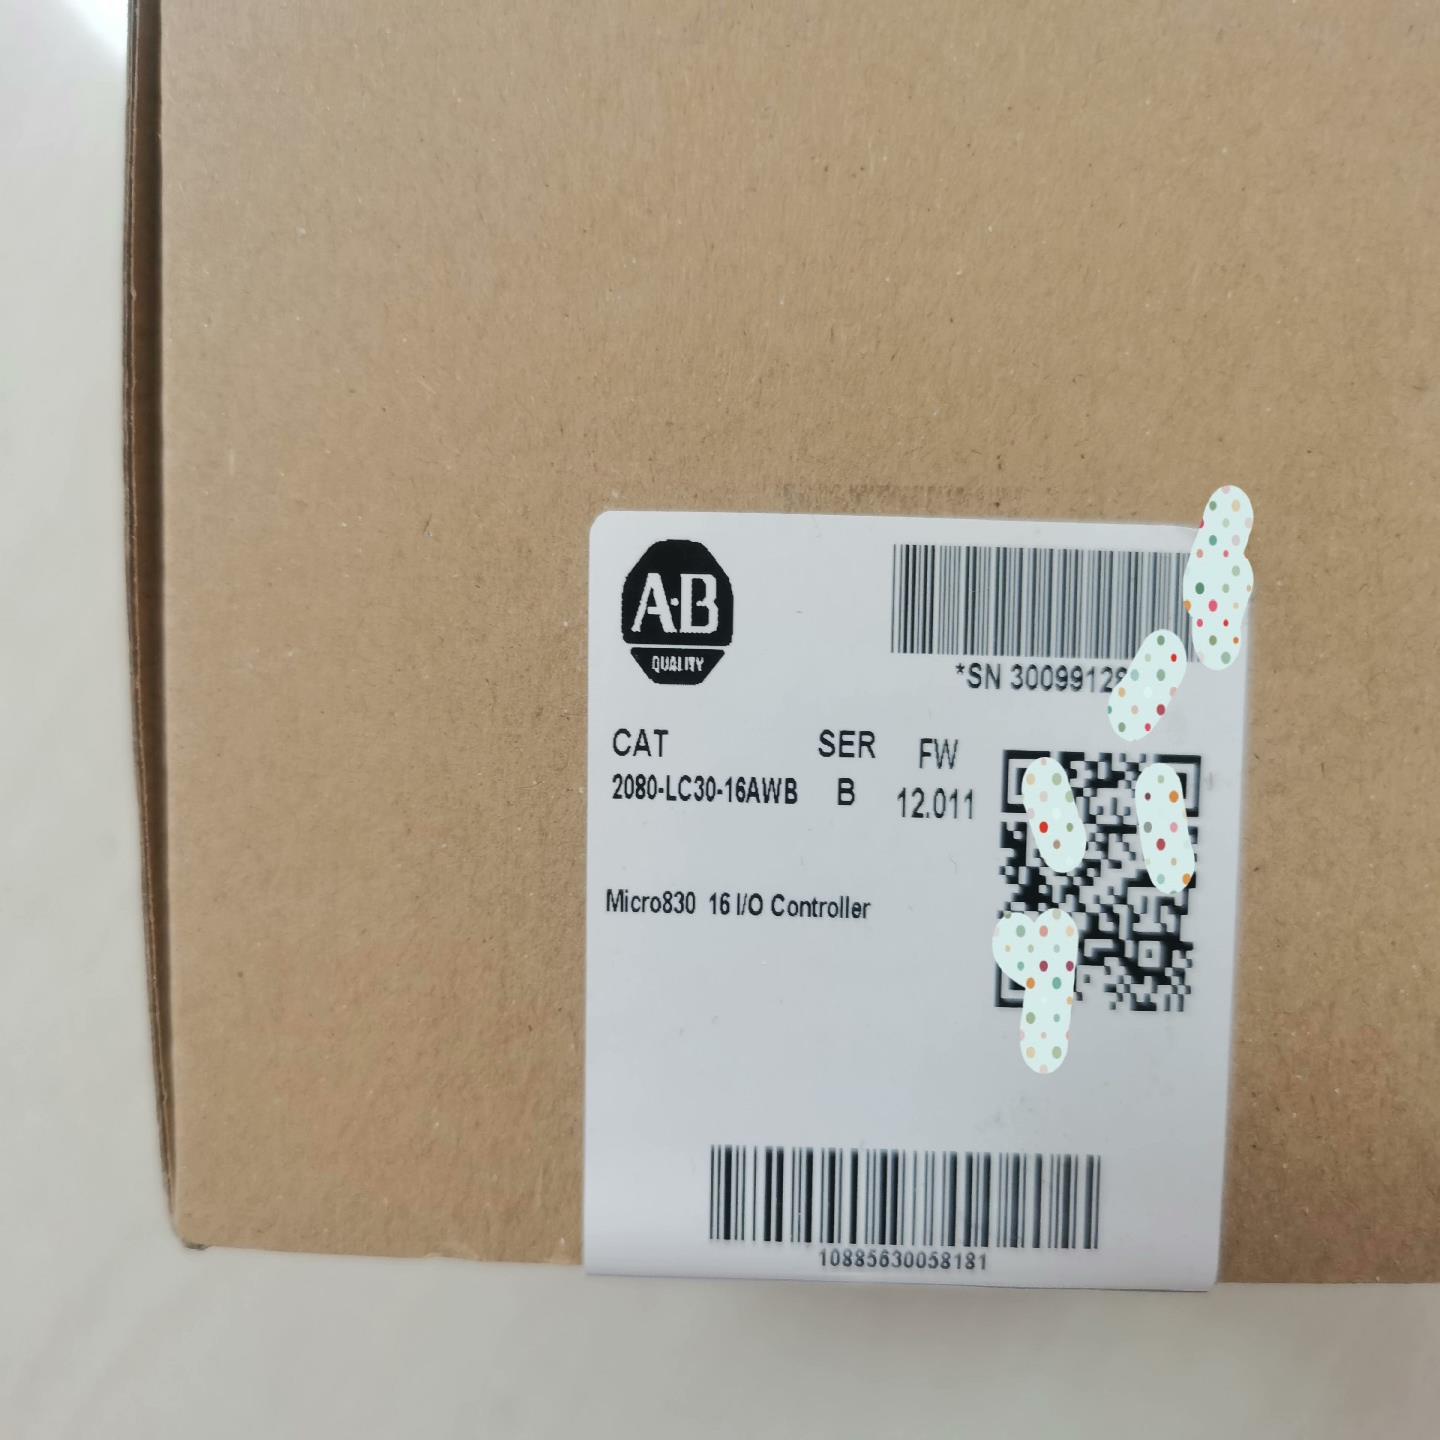 A·B
QUALITY
*SN 3009912
CAT SER FW
2080-LC30-16AWB B 12.011
Micro830 16 I/O Controller
10885630058181